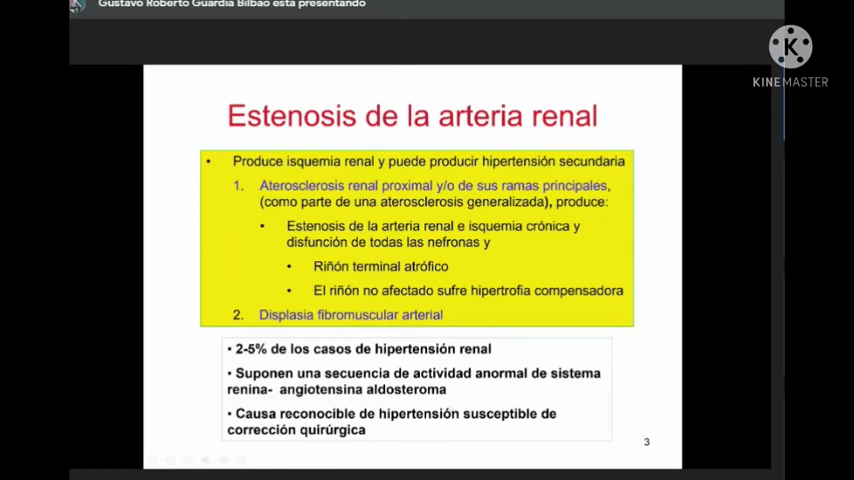 Gustavo Roberto Guardia Bilbao está presentando
K
KINEMASTER
Estenosis de la arteria renal
• Produce isquemia renal y puede producir hipertensión secundaria
1. Aterosclerosis renal proximal y/o de sus ramas principales,
(como parte de una aterosclerosis generalizada), produce:
• Estenosis de la arteria renal e isquemia crónica y
disfunción de todas las nefronas y
• Riñón terminal atrófico
• El riñón no afectado sufre hipertrofia compensadora
2. Displasia fibromuscular arterial
• 2-5% de los casos de hipertensión renal
• Suponen una secuencia de actividad anormal de sistema
renina- angiotensina aldosteroma
• Causa reconocible de hipertensión susceptible de
corrección quirúrgica
3